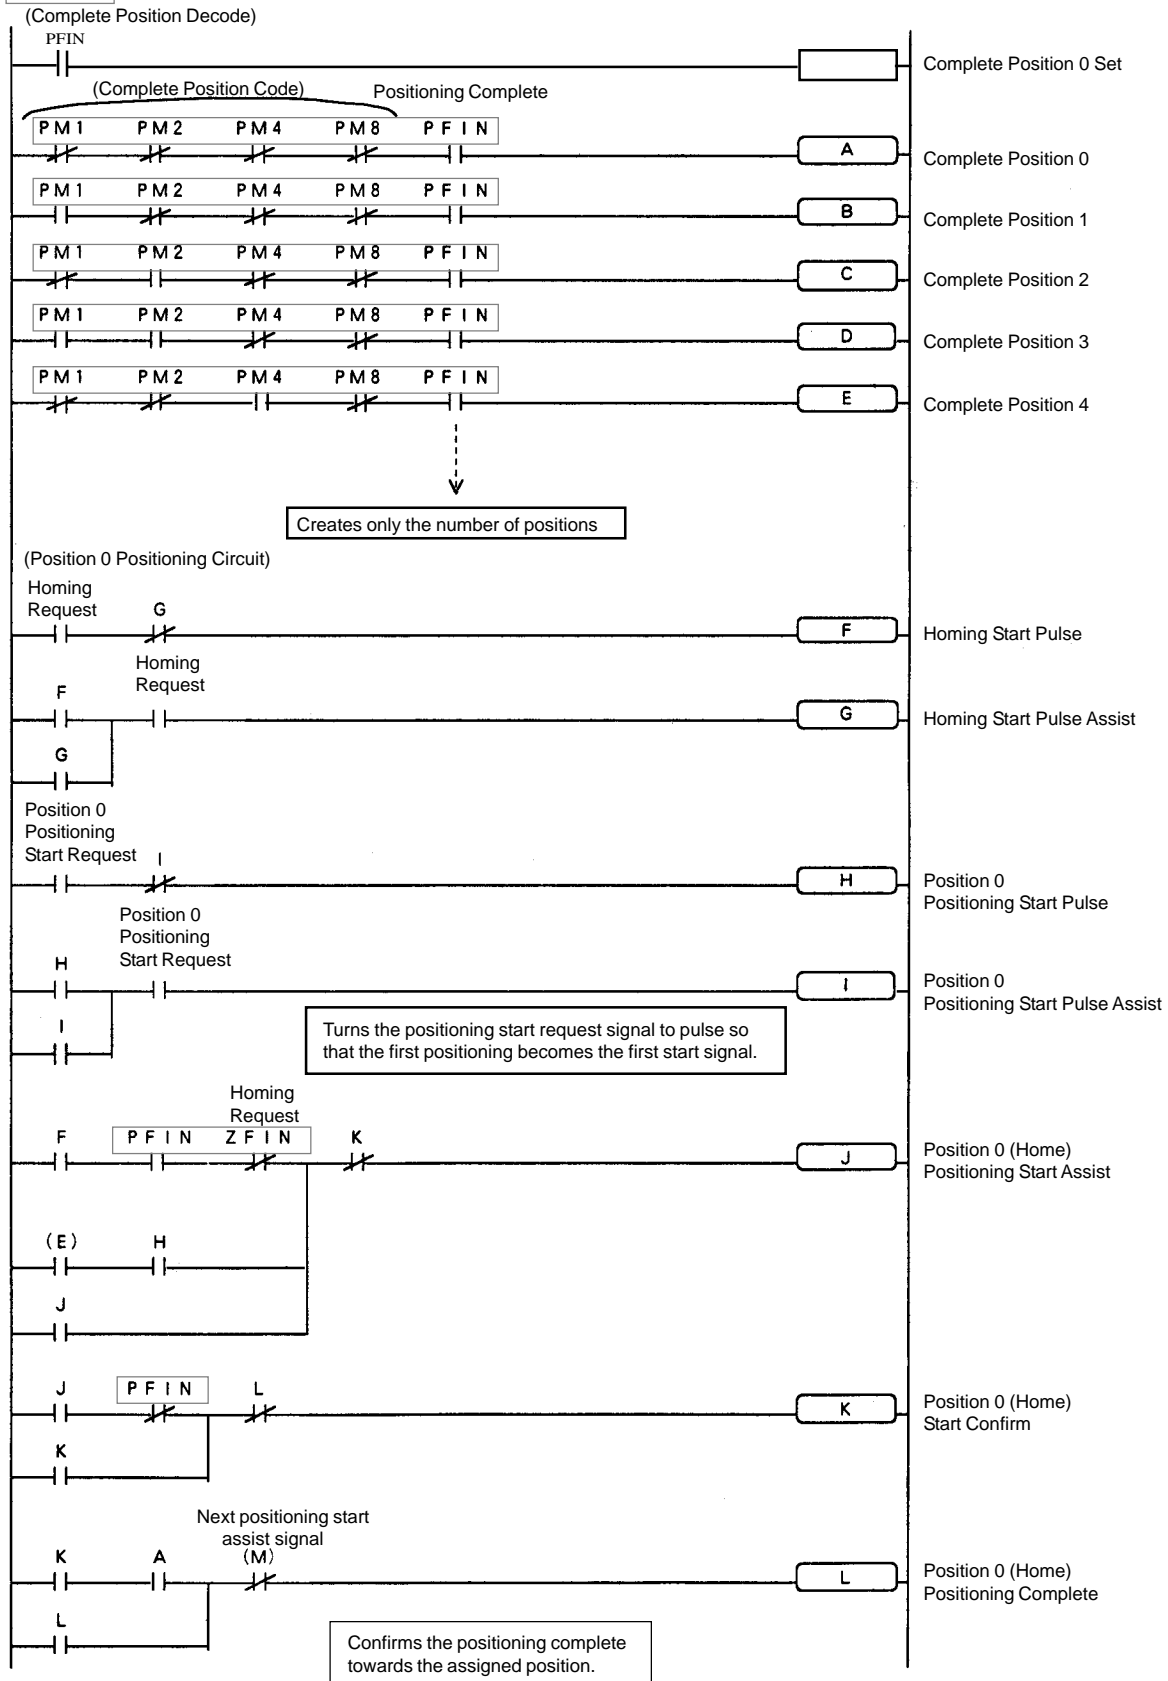 (Complete Position Decode)
PFIN
Complete Position 0 Set
(Complete Position Code) Positioning Complete
PM1 PM2 PM4 PM8 PFIN
A
Complete Position 0
PM1 PM2 PM4 PM8 PFIN
B
Complete Position 1
PM1 PM2 PM4 PM8 PFIN
C
Complete Position 2
PM1 PM2 PM4 PM8 PFIN
D
Complete Position 3
PM1 PM2 PM4 PM8 PFIN
E
Complete Position 4
Creates only the number of positions
(Position 0 Positioning Circuit)
Homing
Request G
F
Homing Start Pulse
Homing
Request
F
G
Homing Start Pulse Assist
G
Position 0
Positioning
Start Request I
H
Position 0
Positioning Start Pulse
Position 0
Positioning
Start Request
H
I
Position 0
Positioning Start Pulse Assist
I
Turns the positioning start request signal to pulse so
that the first positioning becomes the first start signal.
Homing
Request
F PFIN ZFIN K
J
Position 0 (Home)
Positioning Start Assist
(E) H
J
J PFIN L
K
Position 0 (Home)
Start Confirm
K
Next positioning start
assist signal
K A (M)
L
Position 0 (Home)
Positioning Complete
L
Confirms the positioning complete
towards the assigned position.